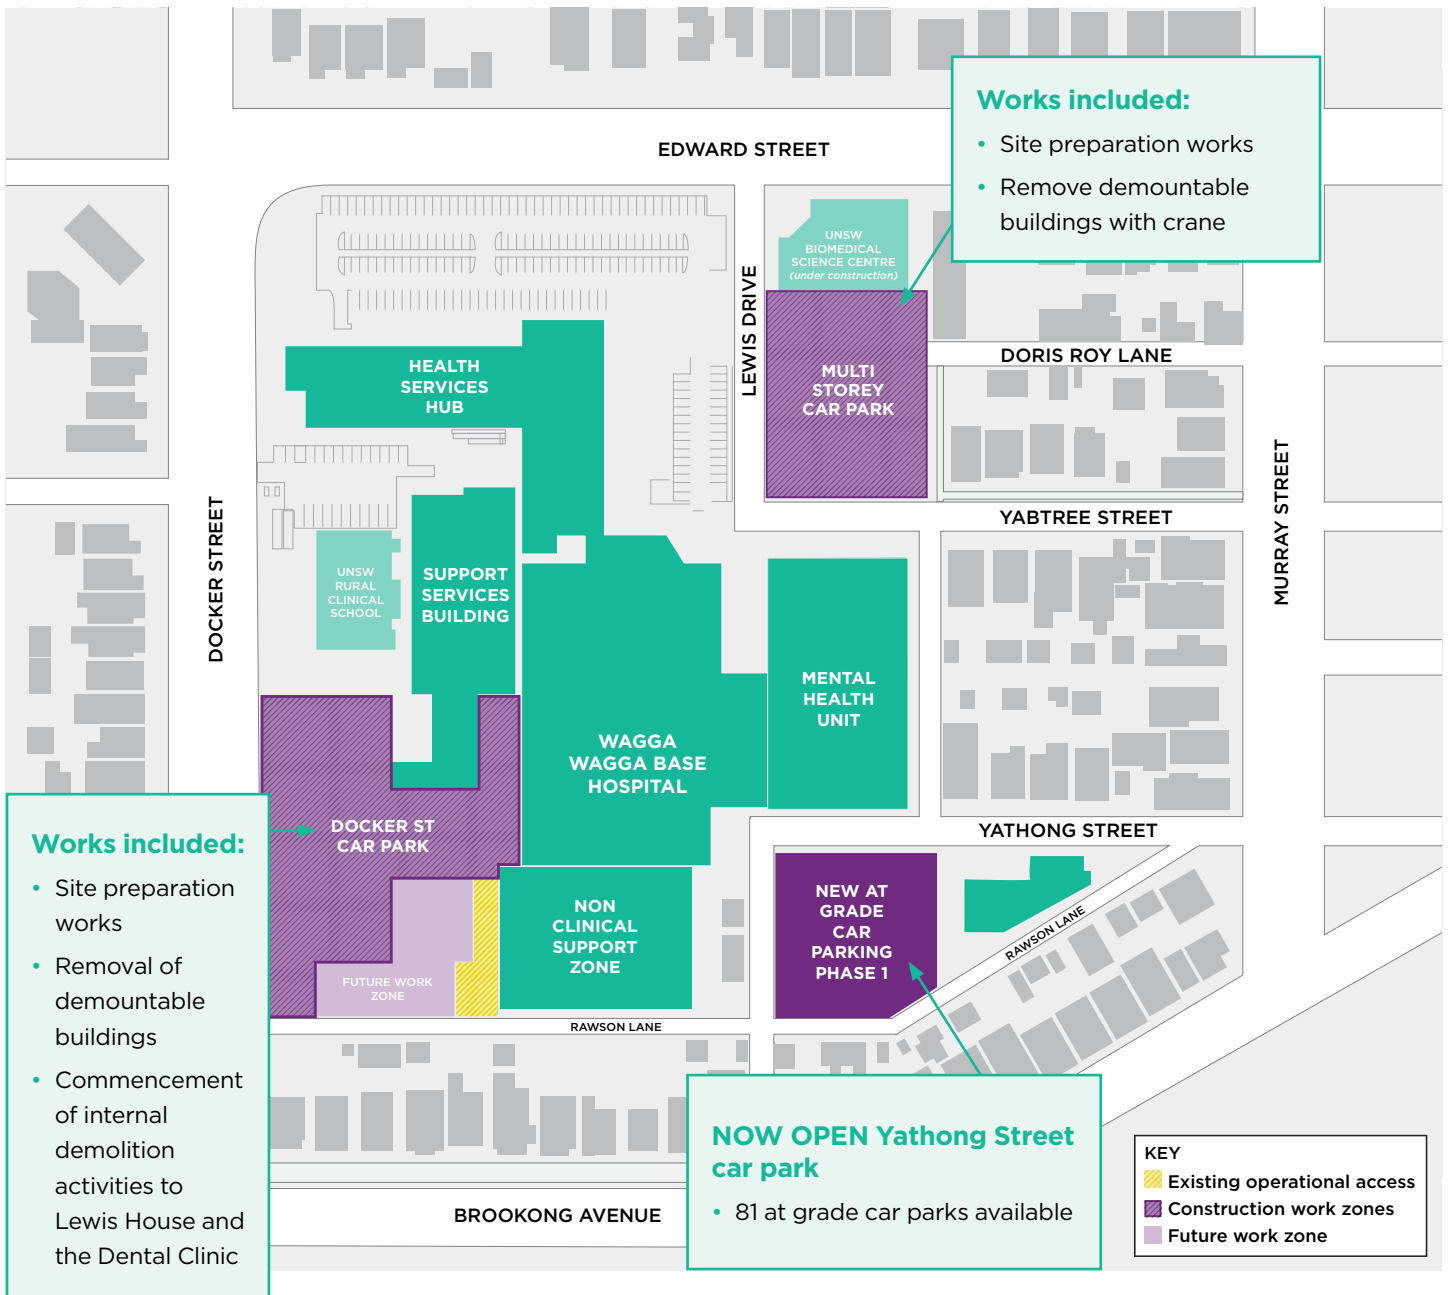 EDWARD STREET
Works included:
• Site preparation works
• Remove demountable
buildings with crane
UNSW
BIOMEDICAL
SCIENCE CENTRE
(under construction)
LEWIS DRIVE
HEALTH
SERVICES
HUB
MULTI
STOREY
CAR PARK
DORIS ROY LANE
YABTREE STREET
MURRAY STREET
DOCKER STREET
UNSW
RURAL
CLINICAL
SCHOOL
SUPPORT
SERVICES
BUILDING
MENTAL
HEALTH
UNIT
WAGGA
WAGGA BASE
HOSPITAL
DOCKER ST
CAR PARK
YATHONG STREET
Works included:
• Site preparation
works
• Removal of
demountable
buildings
• Commencement
of internal
demolition
activities to
Lewis House and
the Dental Clinic
NON
CLINICAL
SUPPORT
ZONE
FUTURE WORK
ZONE
NEW AT
GRADE
CAR
PARKING
PHASE 1
RAWSON LANE
RAWSON LANE
NOW OPEN Yathong Street
car park
• 81 at grade car parks available
BROOKONG AVENUE
KEY
Existing operational access
Construction work zones
Future work zone